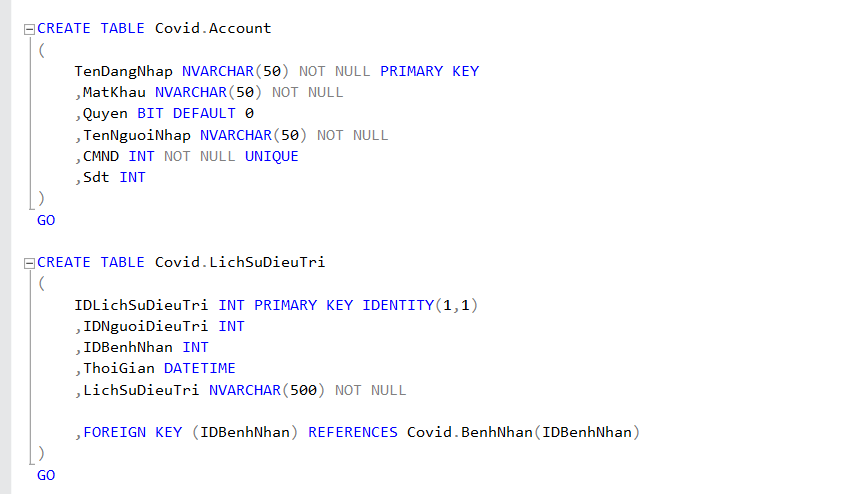 CREATE TABLE Covid.Account
(
TenDangNhap NVARCHAR(50) NOT NULL PRIMARY KEY
,MatKhau NVARCHAR(50) NOT NULL
,Quyen BIT DEFAULT 0
,TenNguoiNhap NVARCHAR(50) NOT NULL
,CMND INT NOT NULL UNIQUE
,Sdt INT
)
GO
CREATE TABLE Covid.LichSuDieuTri
(
IDLichSuDieuTri INT PRIMARY KEY IDENTITY(1,1)
,IDNguoiDieuTri INT
,IDBenhNhan INT
,ThoiGian DATETIME
,LichSuDieuTri NVARCHAR(500) NOT NULL
,FOREIGN KEY (IDBenhNhan) REFERENCES Covid.BenhNhan(IDBenhNhan)
)
GO